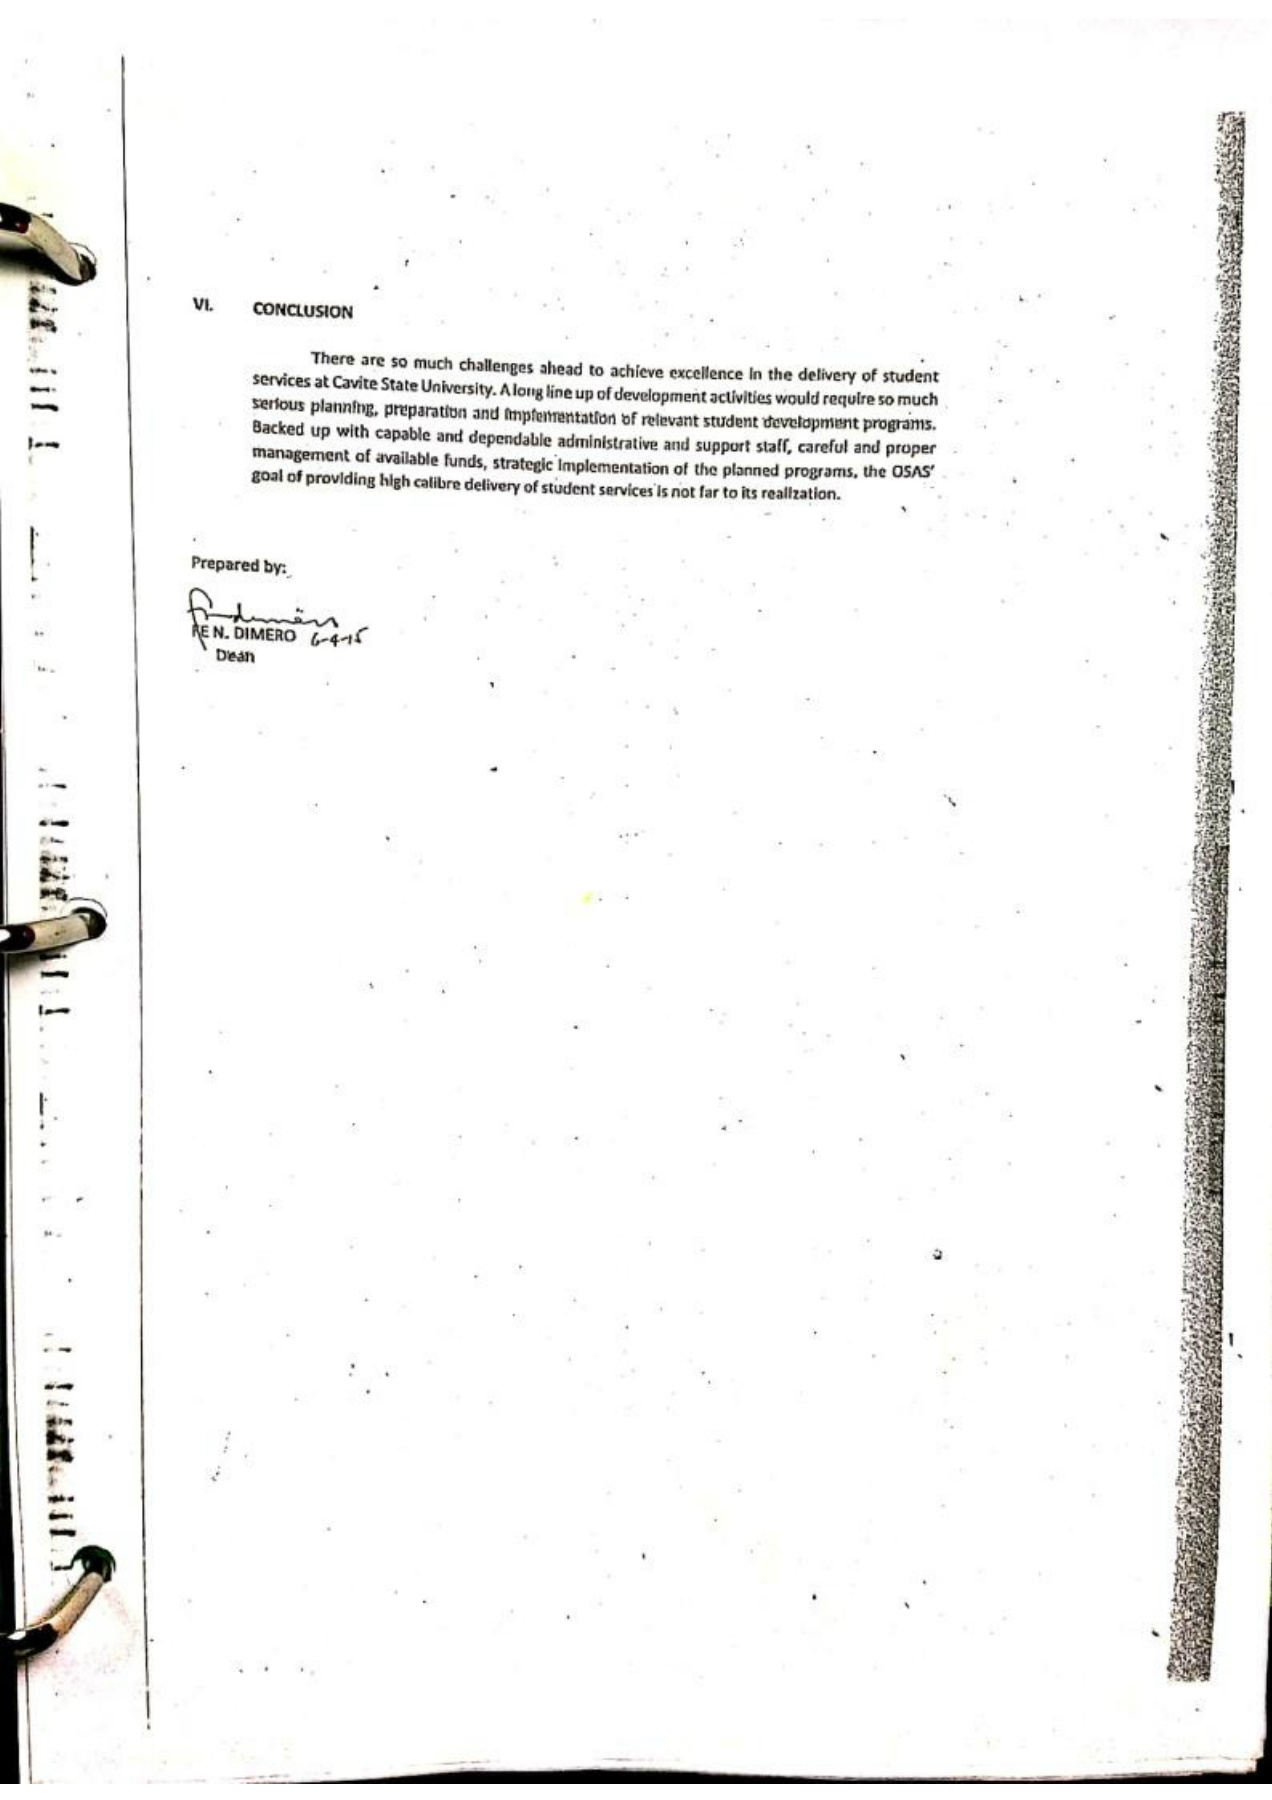 VI. CONCLUSION
There are so much challenges ahead to achieve excellence in the delivery of student
services at Cavite State University. A long line up of development activities would require so much
serious planning, preparation and implementation of relevant student development programs.
Backed up with capable and dependable administrative and support staff, careful and proper
management of available funds, strategic implementation of the planned programs, the OSAS'
goal of providing high calibre delivery of student services is not far to its realization.
Prepared by:
N. DIMERO 6-4-15
Dean